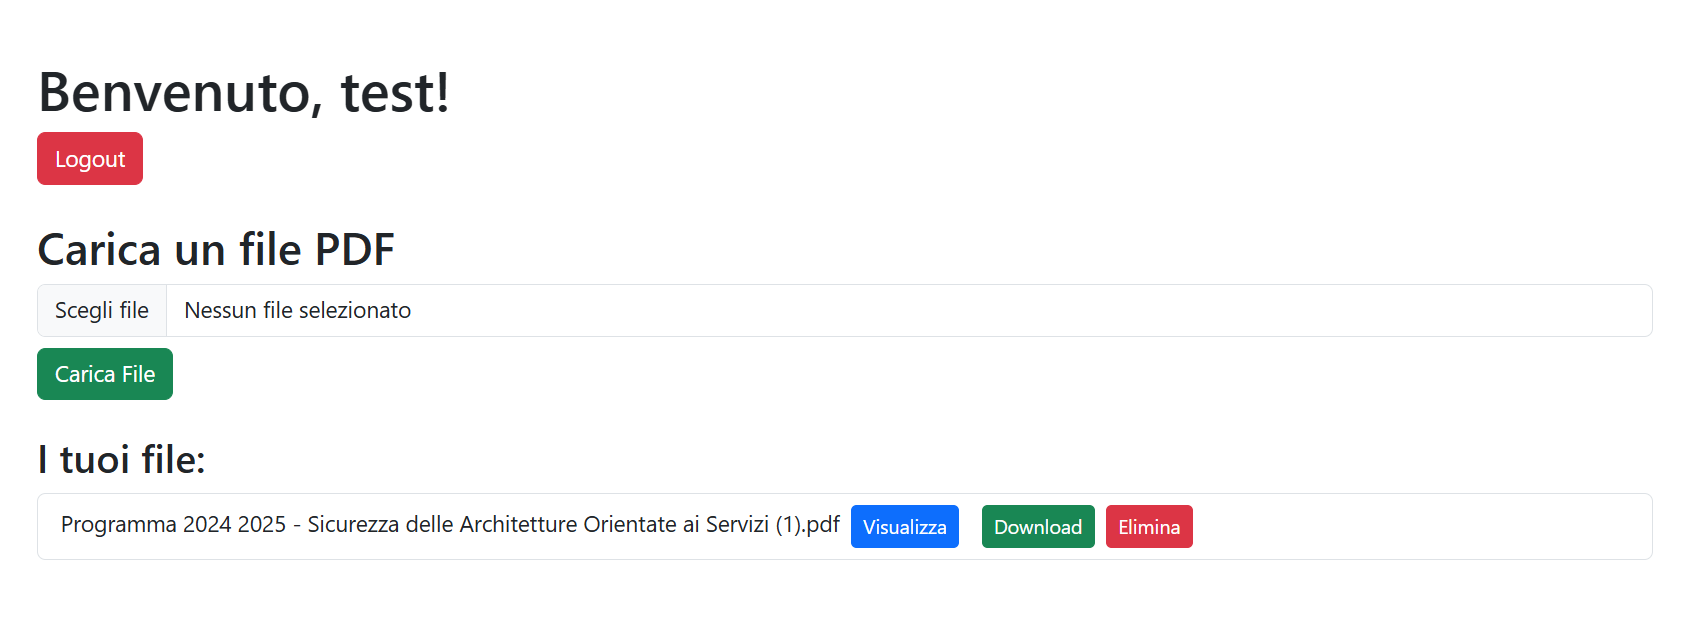 Benvenuto, test!
Logout
Carica un file PDF
Scegli file Nessun file selezionato
Carica File
I tuoi file:
Programma 2024 2025 - Sicurezza delle Architetture Orientate ai Servizi (1).pdf Visualizza Download Elimina